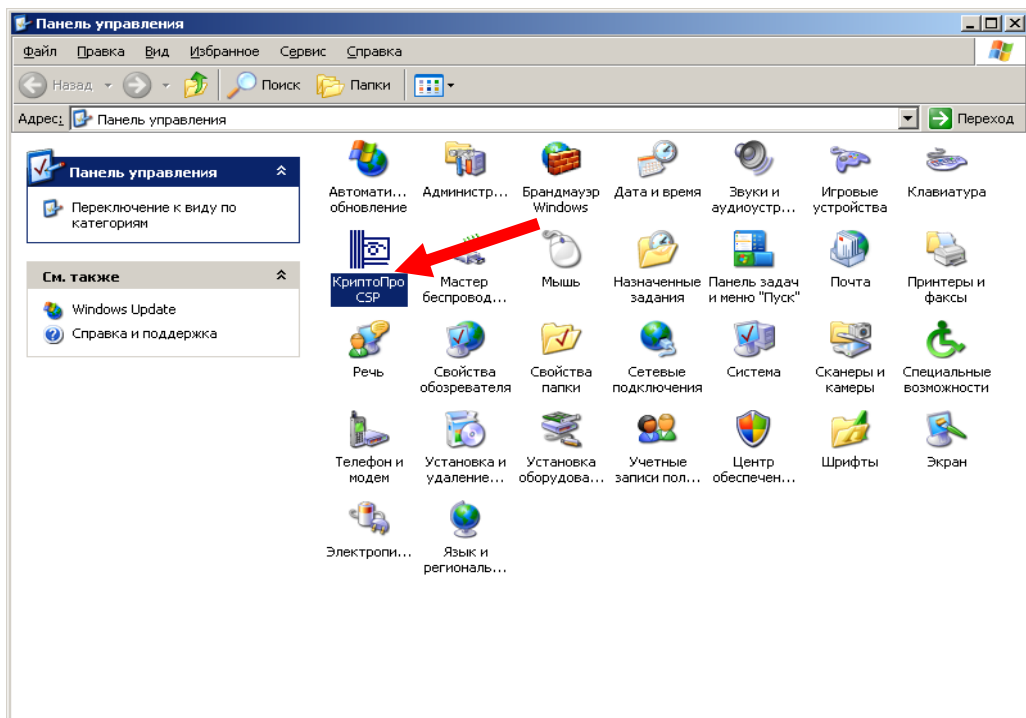 Панель управления
Файл Правка Вид Избранное Сервис Справка
Назад Поиск Папки
Адрес: Панель управления Переход
Панель управления
Переключение к виду по
категориям
См. также
Windows Update
Справка и поддержка
Автомати...
обновление
Администр...
Брандмауэр
Windows
Дата и время
Звуки и
аудиоустр...
Игровые
устройства
Клавиатура
КриптоПро
CSP
Мастер
беспровод...
Мышь
Назначенные
задания
Панель задач
и меню "Пуск"
Почта
Принтеры и
факсы
Речь
Свойства
обозревателя
Свойства
папки
Сетевые
подключения
Система
Сканеры и
камеры
Специальные
возможности
Телефон и
модем
Установка и
удаление...
Установка
оборудова...
Учетные
записи пол...
Центр
обеспечен...
Шрифты
Экран
Электропи...
Язык и
региональ...